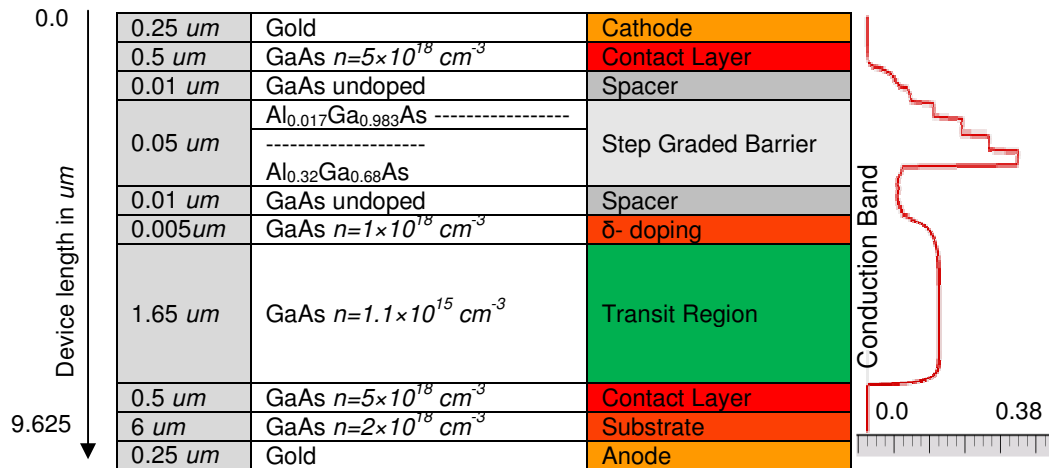 0.0
Device length in um
9.625
0.25 um Gold Cathode
0.5 um GaAs n=5×10^18 cm^-3 Contact Layer
0.01 um GaAs undoped Spacer
0.05 um Al0.017Ga0.983As ----------------- Step Graded Barrier
--------------------
Al0.32Ga0.68As
0.01 um GaAs undoped Spacer
0.005um GaAs n=1×10^18 cm^-3 δ- doping
1.65 um GaAs n=1.1×10^15 cm^-3 Transit Region
0.5 um GaAs n=5×10^18 cm^-3 Contact Layer
6 um GaAs n=2×10^18 cm^-3 Substrate
0.25 um Gold Anode
Conduction Band
0.0 0.38